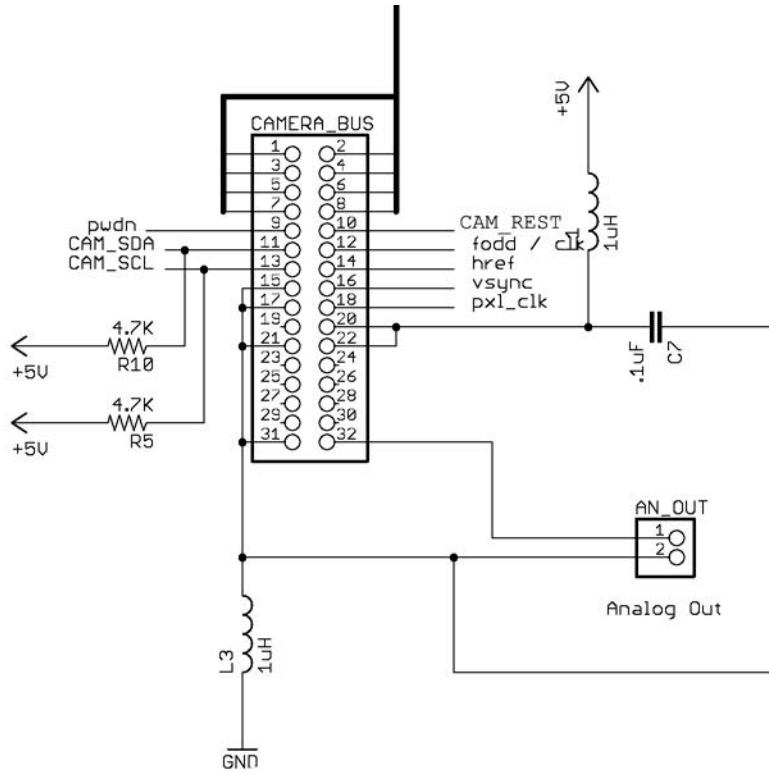 +5V
CAMERA_BUS
1 2
3 4
5 6
7 8
pwdn 9 10 CAM_REST
CAM_SDA 11 12 fodd / clk
CAM_SCL 13 14 href
15 16 vsync
17 18 pxl_clk
19 20
21 22
23 24
25 26
27 28
29 30
31 32
1uH
4.7K
+5V
R10
4.7K
+5V
R5
.1uF
C7
AN_OUT
1
2
Analog Out
L3
1uH
GND